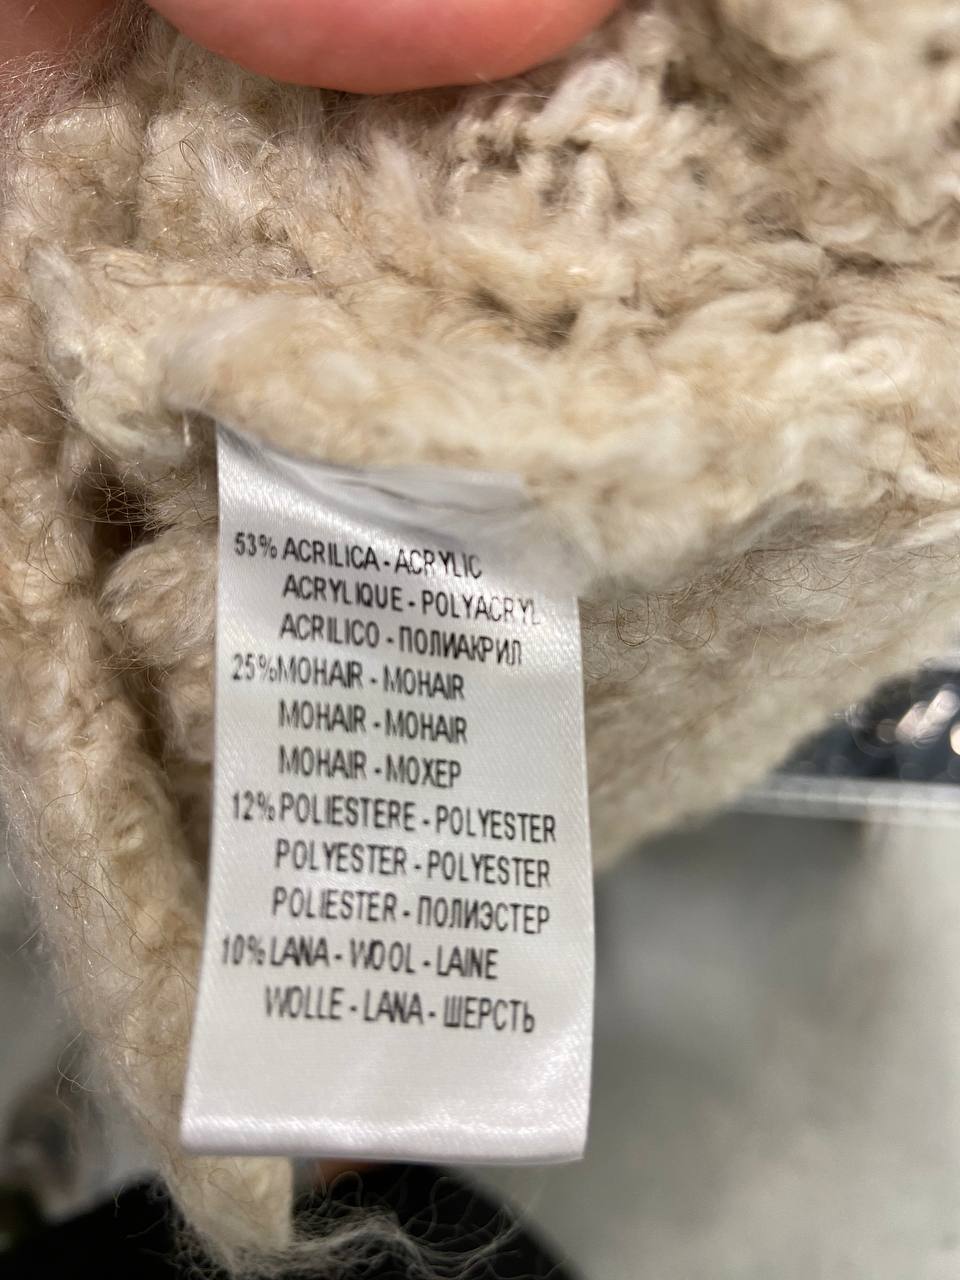 53% ACRILICA - ACRYLIC
ACRYLIQUE - POLYACRYL
ACRILICO - ПОЛИАКРИЛ
25% MOHAIR - MOHAIR
MOHAIR - MOHAIR
MOHAIR - МОХЕР
12% POLIESTERE - POLYESTER
POLYESTER - POLYESTER
POLIESTER - ПОЛИЭСТЕР
10% LANA - WOOL - LAINE
WOLLE - LANA - ШЕРСТЬ